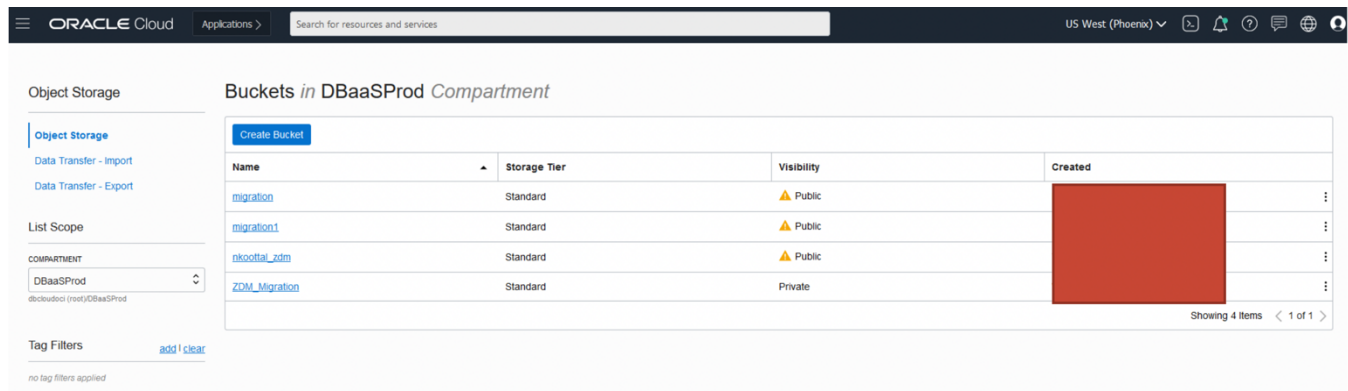 ORACLE Cloud Applications > Search for resources and services US West (Phoenix)
Object Storage
Object Storage
Data Transfer - Import
Data Transfer - Export
List Scope
COMPARTMENT
DBaaSProd
dbcloudoci (root)/DBaaSProd
Tag Filters add | clear
no tag filters applied
Buckets in DBaaSProd Compartment
Create Bucket
Name Storage Tier Visibility Created
migration Standard Public
migration1 Standard Public
nkoottal_zdm Standard Public
ZDM_Migration Standard Private
Showing 4 Items < 1 of 1 >